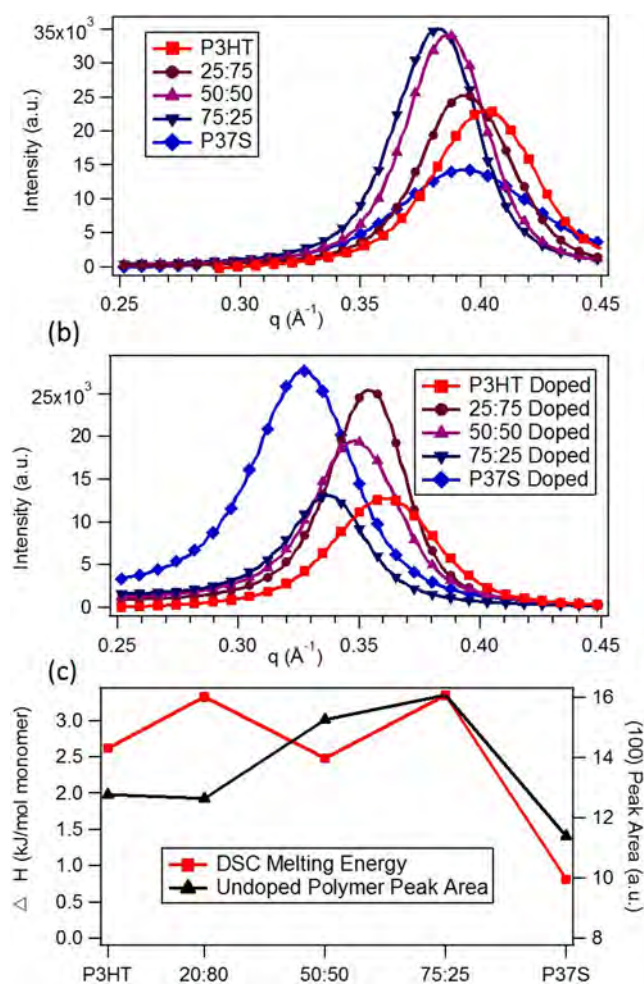 35x10³
30
25
20
15
10
5
0
Intensity (a.u.)
P3HT
25:75
50:50
75:25
P37S
0.25 0.30 0.35 0.40 0.45
q (Å⁻¹)
(b)
25x10³
20
15
10
5
0
Intensity (a.u.)
P3HT Doped
25:75 Doped
50:50 Doped
75:25 Doped
P37S Doped
0.25 0.30 0.35 0.40 0.45
q (Å⁻¹)
(c)
3.0
2.5
2.0
1.5
1.0
0.5
0.0
△ H (kJ/mol monomer)
DSC Melting Energy
Undoped Polymer Peak Area
16
14
12
10
8
(100) Peak Area (a.u.)
P3HT 20:80 50:50 75:25 P37S